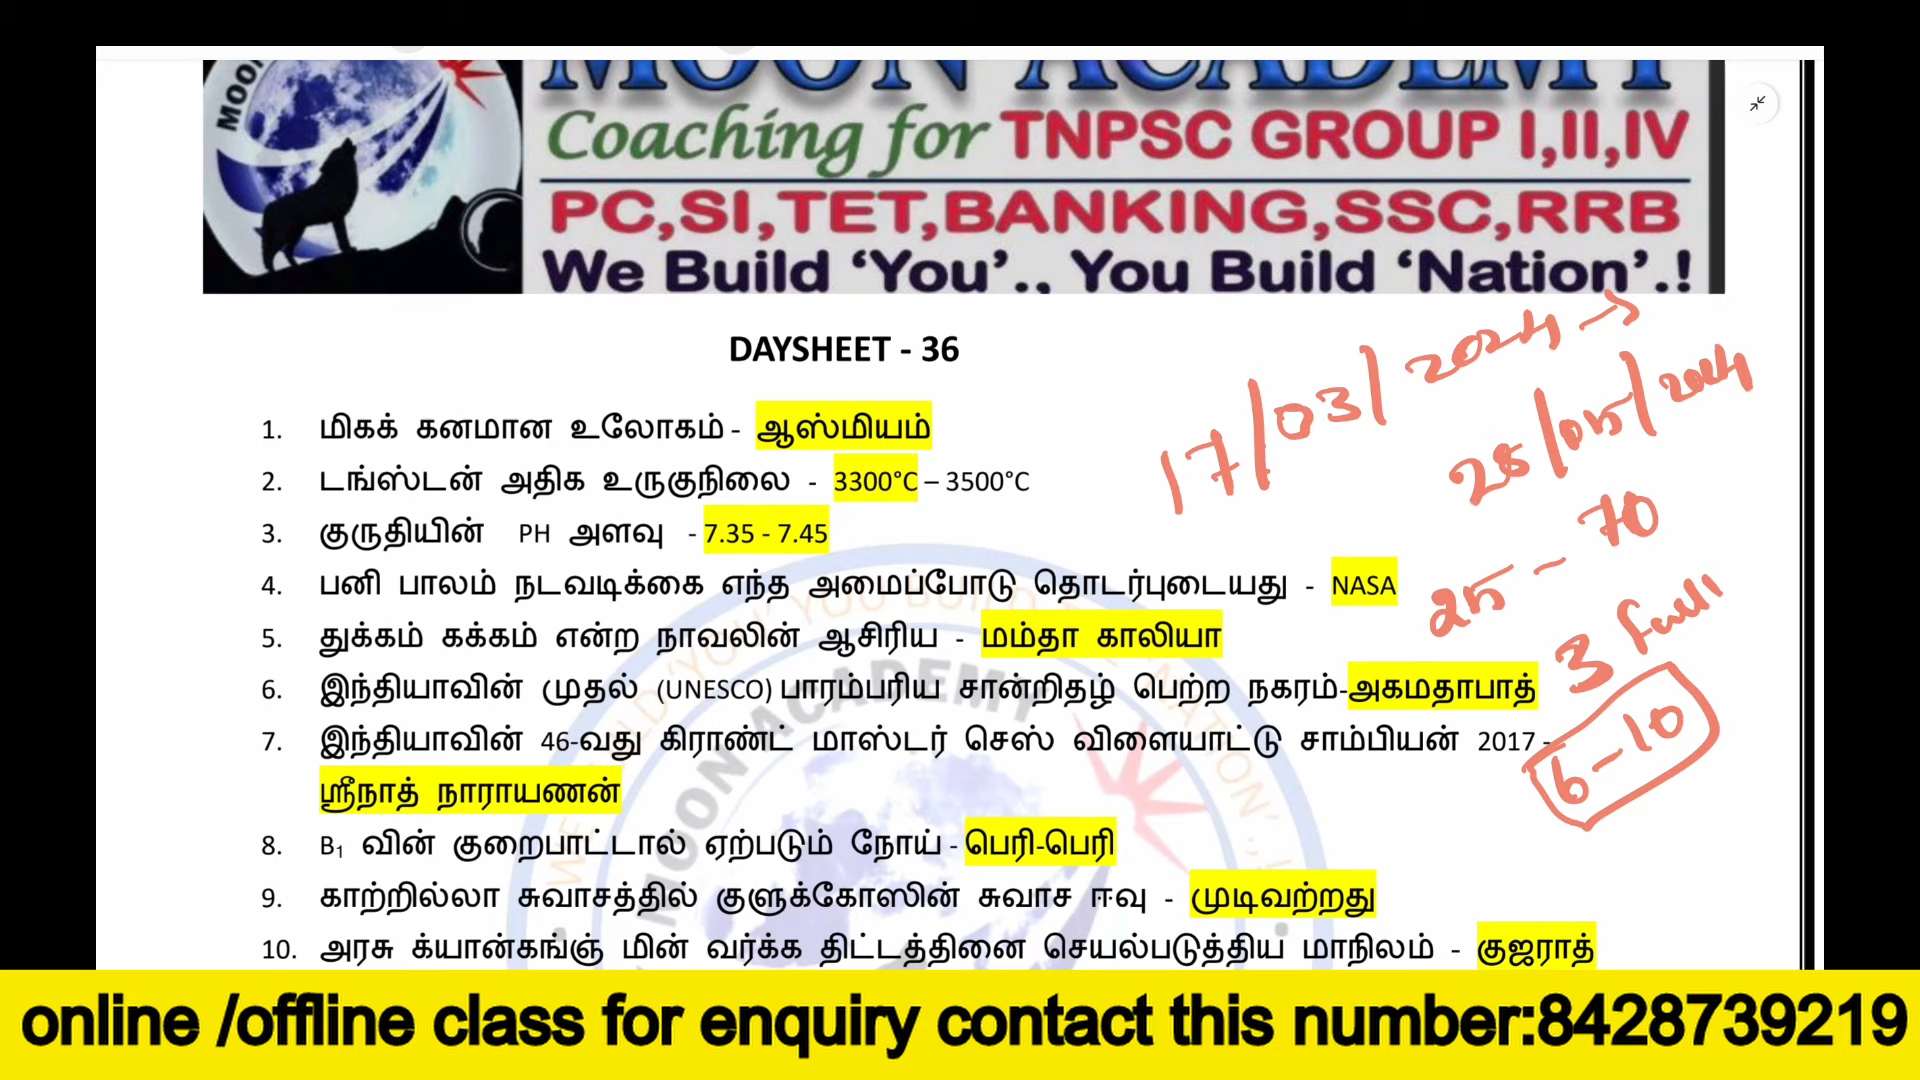 MOON
MOON ACADEMY
Coaching for TNPSC GROUP I,II,IV
PC,SI,TET,BANKING,SSC,RRB
We Build ‘You’., You Build ‘Nation’.!
DAYSHEET - 36
17/03/2024 →
28/05/2024
25 - 70
3 full
6-10
1. மிகக் கனமான உலோகம் - ஆஸ்மியம்
2. டங்ஸ்டன் அதிக உருகுநிலை - 3300°C – 3500°C
3. குருதியின் PH அளவு - 7.35 - 7.45
4. பனி பாலம் நடவடிக்கை எந்த அமைப்போடு தொடர்புடையது - NASA
5. துக்கம் கக்கம் என்ற நாவலின் ஆசிரிய - மம்தா காலியா
6. இந்தியாவின் முதல் (UNESCO) பாரம்பரிய சான்றிதழ் பெற்ற நகரம்-அகமதாபாத்
7. இந்தியாவின் 46-வது கிராண்ட் மாஸ்டர் செஸ் விளையாட்டு சாம்பியன் 2017 -
ஸ்ரீநாத் நாராயணன்
8. B₁ வின் குறைபாட்டால் ஏற்படும் நோய் - பெரி-பெரி
9. காற்றில்லா சுவாசத்தில் குளுக்கோஸின் சுவாச ஈவு - முடிவற்றது
10. அரசு க்யான்கங்ஞ் மின் வர்க்க திட்டத்தினை செயல்படுத்திய மாநிலம் - குஜராத்
MOON ACADEMY
online /offline class for enquiry contact this number:8428739219